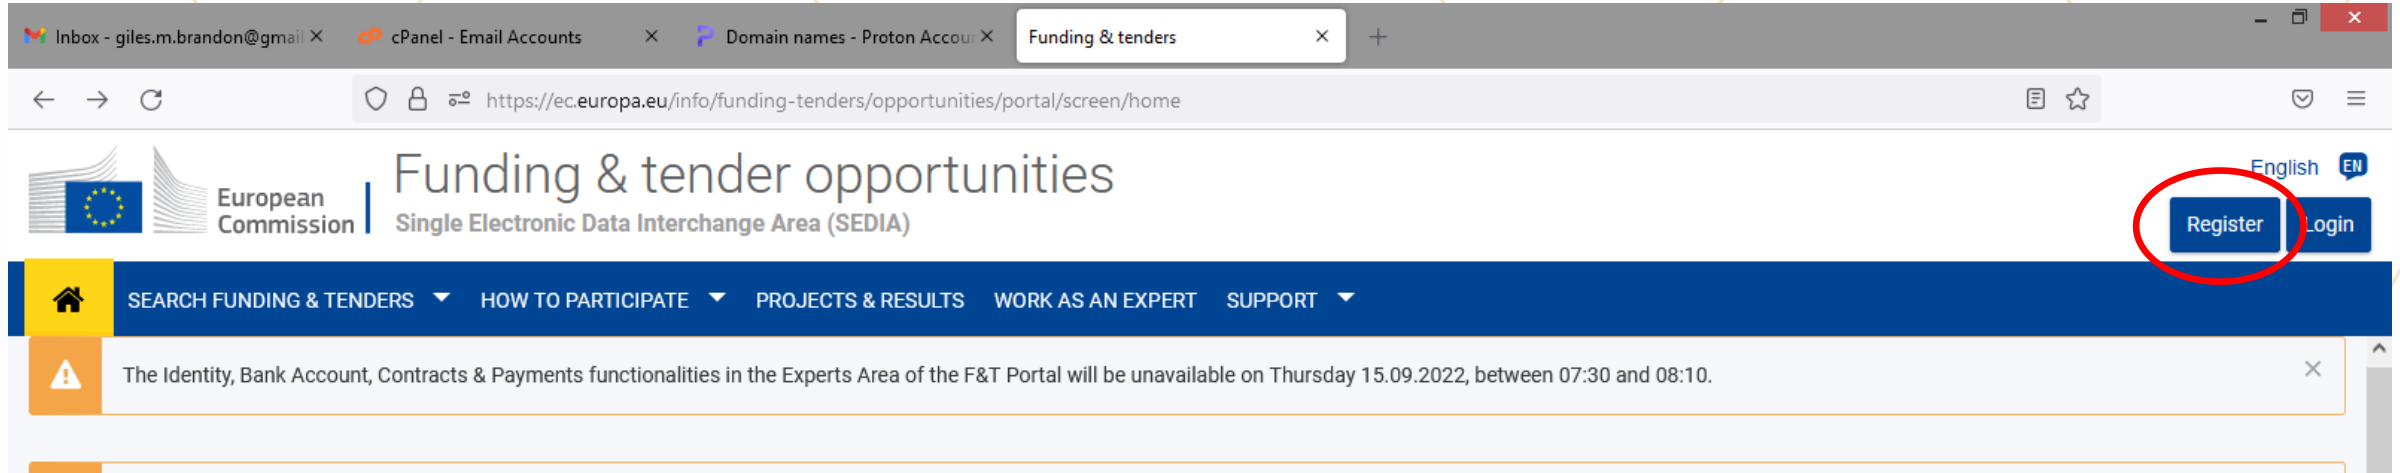 Inbox - giles.m.brandon@gmail
cPanel - Email Accounts
Domain names - Proton Accour
Funding & tenders
https://ec.europa.eu/info/funding-tenders/opportunities/portal/screen/home
European
Commission
Funding & tender opportunities
Single Electronic Data Interchange Area (SEDIA)
English EN
Register Login
SEARCH FUNDING & TENDERS HOW TO PARTICIPATE PROJECTS & RESULTS WORK AS AN EXPERT SUPPORT
The Identity, Bank Account, Contracts & Payments functionalities in the Experts Area of the F&T Portal will be unavailable on Thursday 15.09.2022, between 07:30 and 08:10.